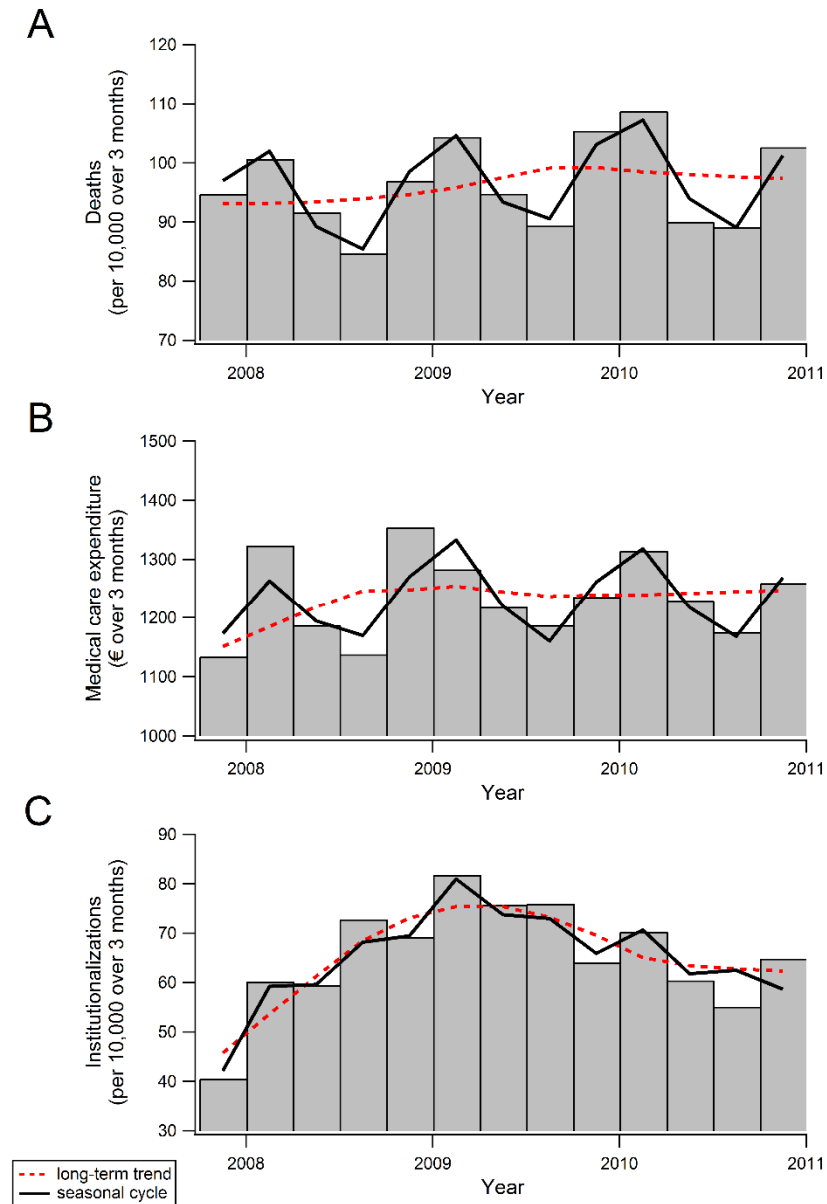 A
120
110
100
90
80
70
Deaths
(per 10,000 over 3 months)
2008
2009
2010
2011
Year
B
1500
1400
1300
1200
1100
1000
Medical care expenditure
(€ over 3 months)
2008
2009
2010
2011
Year
C
90
80
70
60
50
40
30
Institutionalizations
(per 10,000 over 3 months)
2008
2009
2010
2011
Year
long-term trend
seasonal cycle